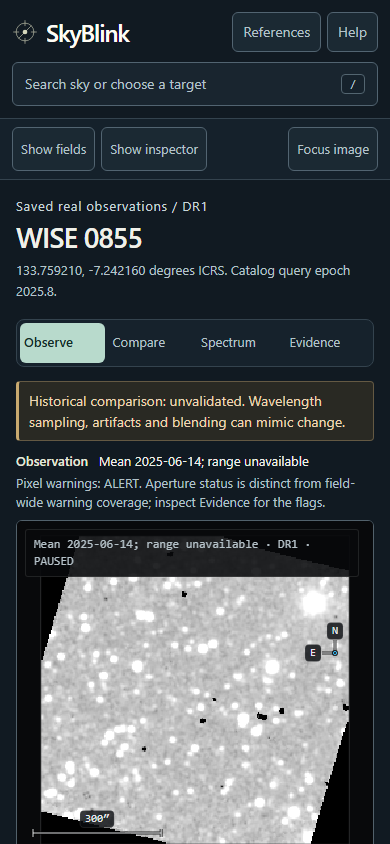 SkyBlink
References
Help
Search sky or choose a target
/
Show fields
Show inspector
Focus image
Saved real observations / DR1
WISE 0855
133.759210, -7.242160 degrees ICRS. Catalog query epoch
2025.8.
Observe
Compare
Spectrum
Evidence
Historical comparison: unvalidated. Wavelength
sampling, artifacts and blending can mimic change.
Observation Mean 2025-06-14; range unavailable
Pixel warnings: ALERT. Aperture status is distinct from field-
wide warning coverage; inspect Evidence for the flags.
Mean 2025-06-14; range unavailable · DR1 ·
PAUSED
N
E
300″